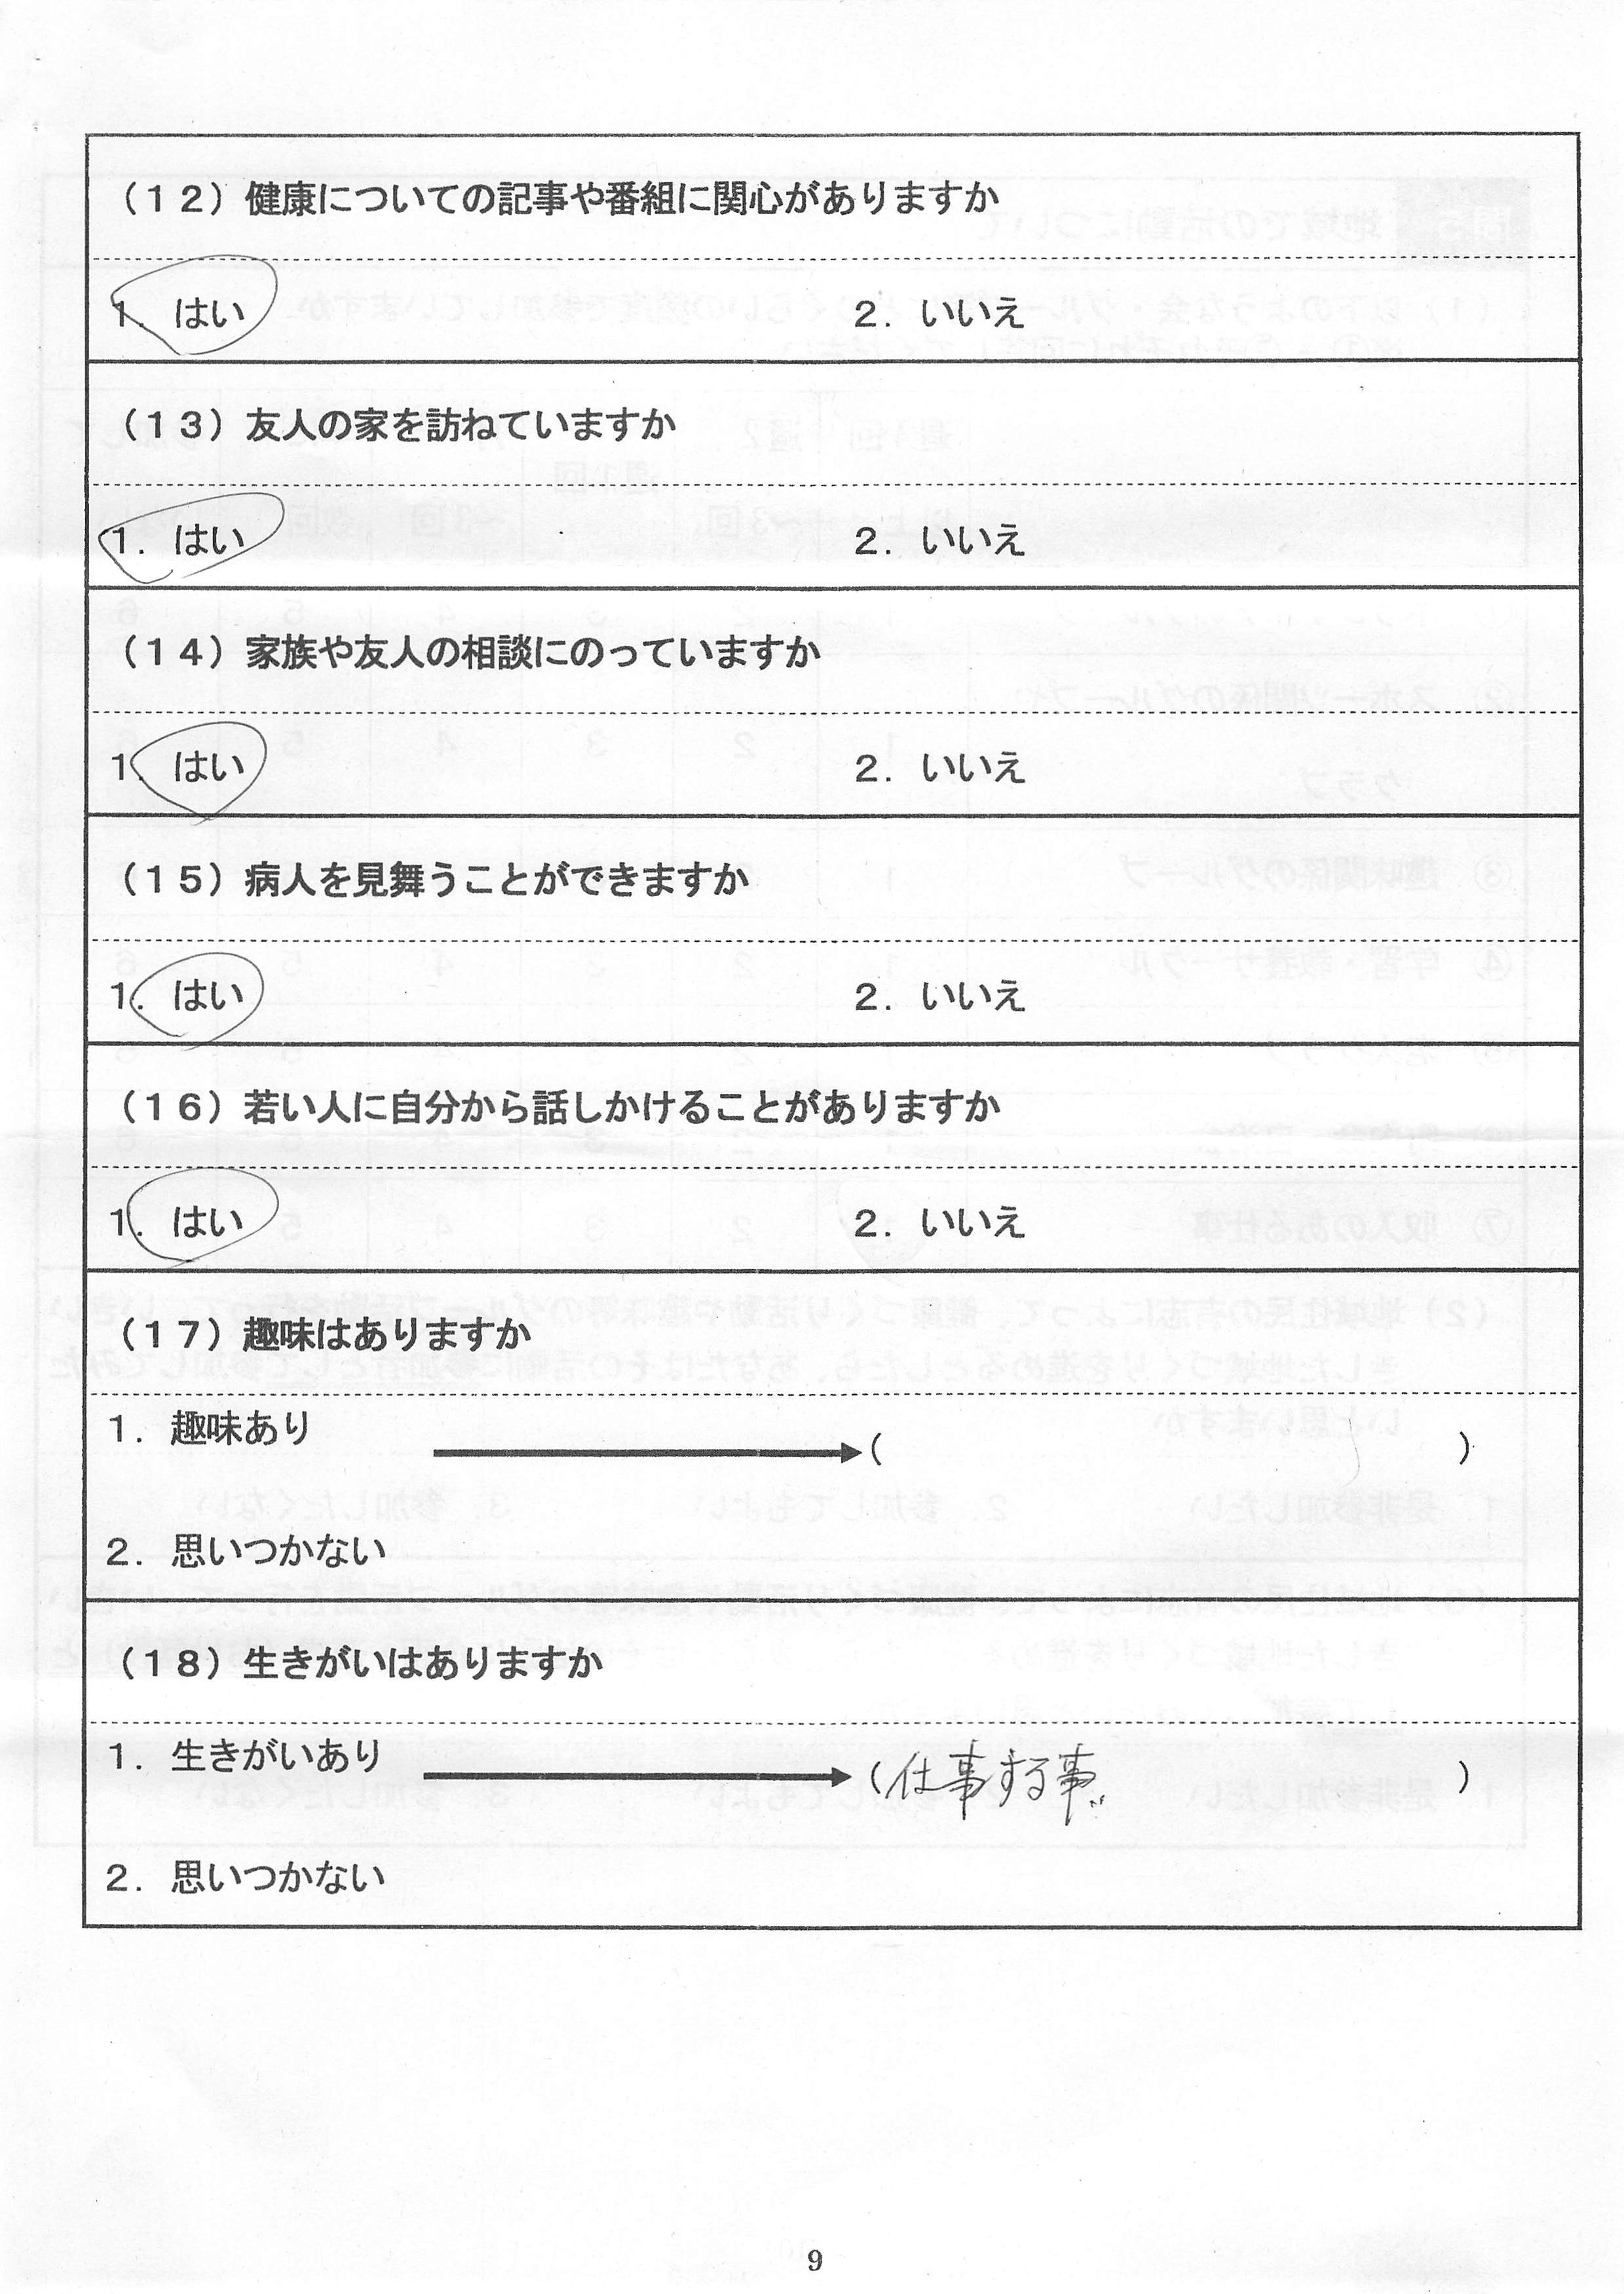 （１２）健康についての記事や番組に関心がありますか
１．はい　２．いいえ
（１３）友人の家を訪ねていますか
１．はい　２．いいえ
（１４）家族や友人の相談にのっていますか
１．はい　２．いいえ
（１５）病人を見舞うことができますか
１．はい　２．いいえ
（１６）若い人に自分から話しかけることがありますか
１．はい　２．いいえ
（１７）趣味はありますか
１．趣味あり（　）
２．思いつかない
（１８）生きがいはありますか
１．生きがいあり（仕事する事　）
２．思いつかない
9